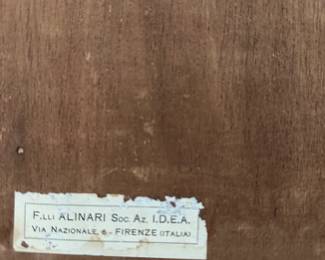 F.LLI ALINARI SOC. AZ. I.D.E.A.
VIA NAZIONALE, 6 - FIRENZE (ITALIA)